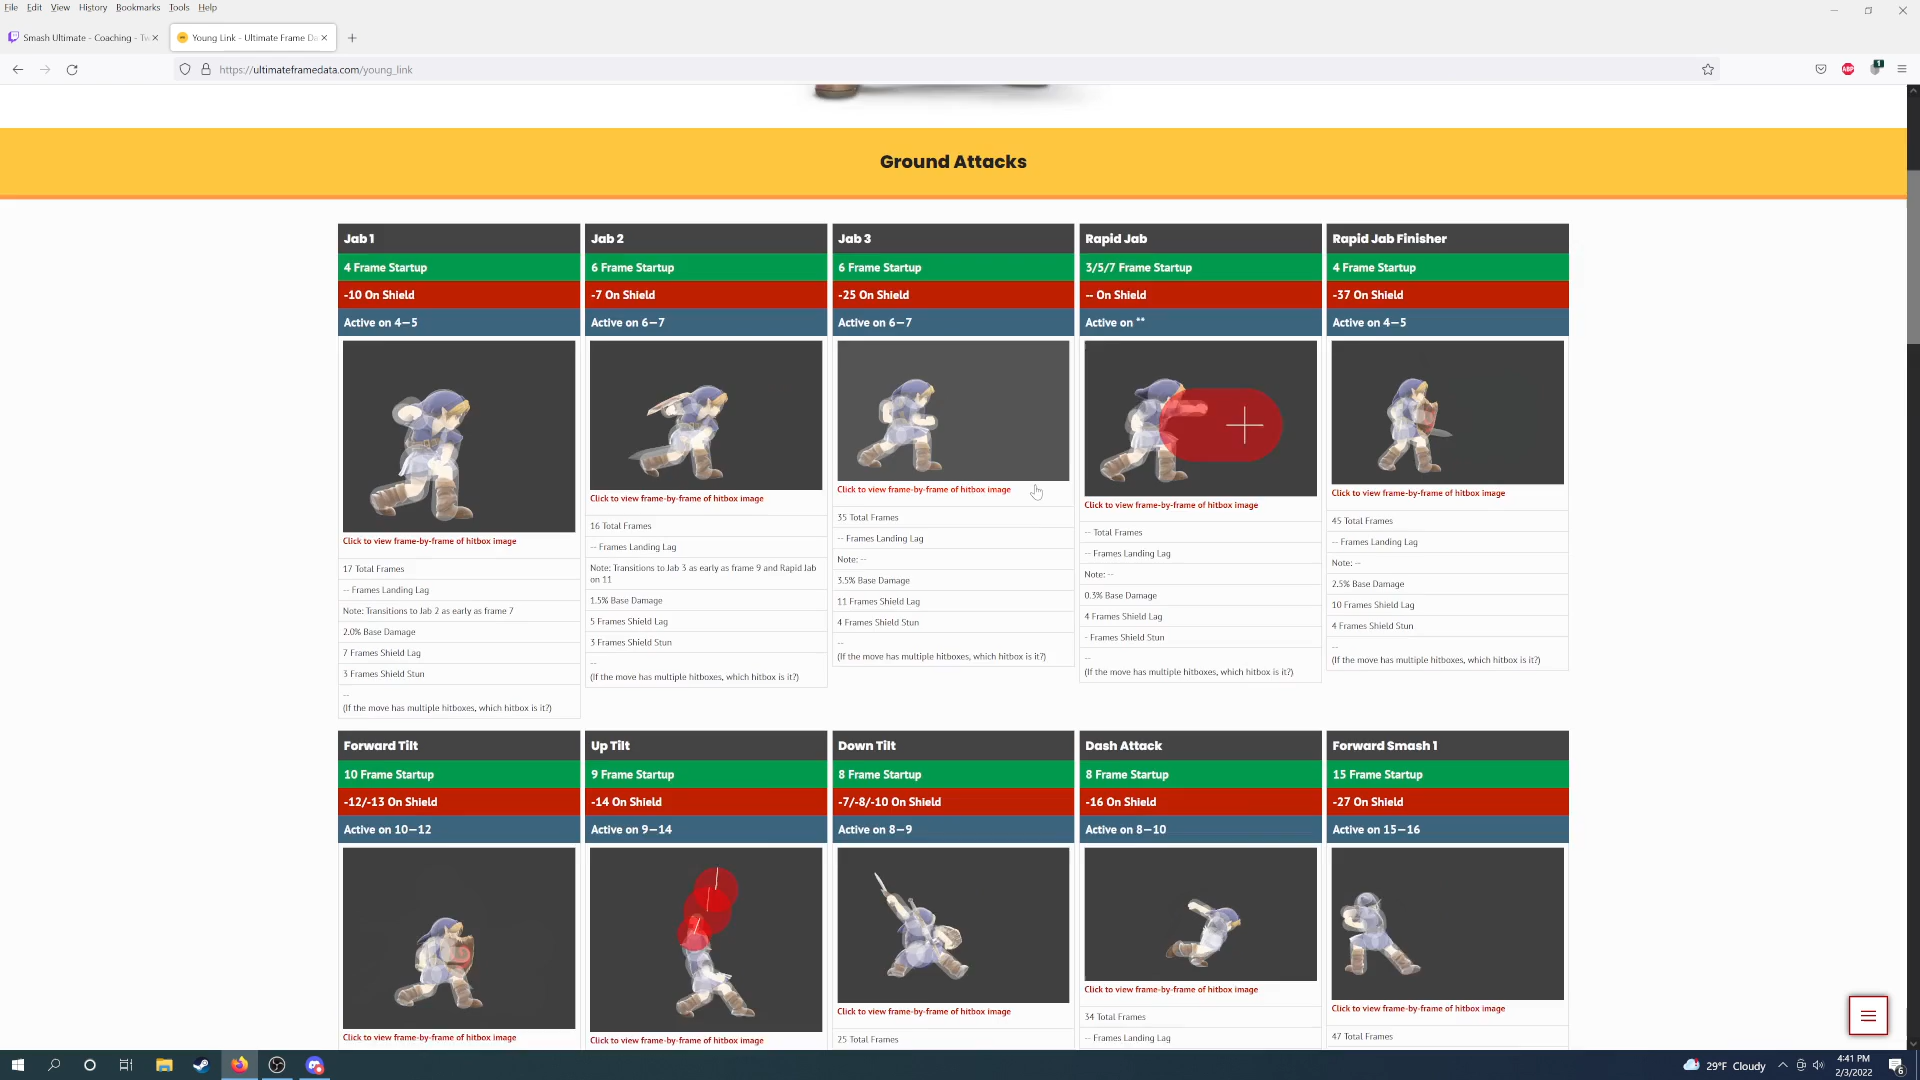 File Edit View History Bookmarks Tools Help
Smash Ultimate - Coaching - Tw
Young Link - Ultimate Frame Da
https://ultimateframedata.com/young_link
ABP
1
Ground Attacks
Jab 1
4 Frame Startup
-10 On Shield
Active on 4—5
Click to view frame-by-frame of hitbox image
17 Total Frames
-- Frames Landing Lag
Note: Transitions to Jab 2 as early as frame 7
2.0% Base Damage
7 Frames Shield Lag
3 Frames Shield Stun
--
(If the move has multiple hitboxes, which hitbox is it?)
Jab 2
6 Frame Startup
-7 On Shield
Active on 6—7
Click to view frame-by-frame of hitbox image
16 Total Frames
-- Frames Landing Lag
Note: Transitions to Jab 3 as early as frame 9 and Rapid Jab
on 11
1.5% Base Damage
5 Frames Shield Lag
3 Frames Shield Stun
--
(If the move has multiple hitboxes, which hitbox is it?)
Jab 3
6 Frame Startup
-25 On Shield
Active on 6—7
Click to view frame-by-frame of hitbox image
35 Total Frames
-- Frames Landing Lag
Note: --
3.5% Base Damage
11 Frames Shield Lag
4 Frames Shield Stun
--
(If the move has multiple hitboxes, which hitbox is it?)
Rapid Jab
3/5/7 Frame Startup
-- On Shield
Active on **
Click to view frame-by-frame of hitbox image
-- Total Frames
-- Frames Landing Lag
Note: --
0.3% Base Damage
4 Frames Shield Lag
- Frames Shield Stun
--
(If the move has multiple hitboxes, which hitbox is it?)
Rapid Jab Finisher
4 Frame Startup
-37 On Shield
Active on 4—5
Click to view frame-by-frame of hitbox image
45 Total Frames
-- Frames Landing Lag
Note: --
2.5% Base Damage
10 Frames Shield Lag
4 Frames Shield Stun
--
(If the move has multiple hitboxes, which hitbox is it?)
Forward Tilt
10 Frame Startup
-12/-13 On Shield
Active on 10—12
Click to view frame-by-frame of hitbox image
Up Tilt
9 Frame Startup
-14 On Shield
Active on 9—14
Click to view frame-by-frame of hitbox image
Down Tilt
8 Frame Startup
-7/-8/-10 On Shield
Active on 8—9
Click to view frame-by-frame of hitbox image
25 Total Frames
Dash Attack
8 Frame Startup
-16 On Shield
Active on 8—10
Click to view frame-by-frame of hitbox image
34 Total Frames
-- Frames Landing Lag
Forward Smash 1
15 Frame Startup
-27 On Shield
Active on 15—16
Click to view frame-by-frame of hitbox image
47 Total Frames
29°F Cloudy
4:41 PM
2/3/2022
6